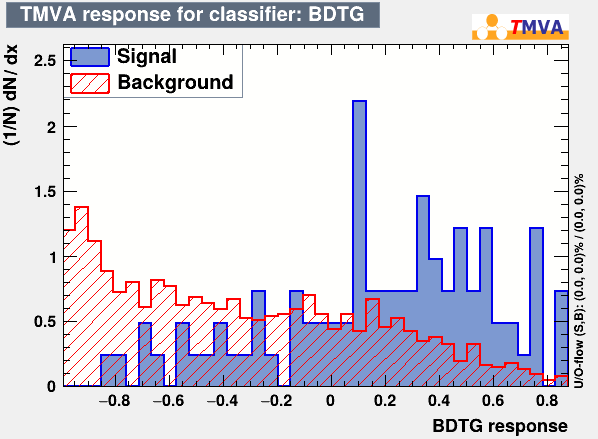 TMVA response for classifier: BDTG
TMVA
(1/N) dN / dx
Signal
Background
2.5
2
1.5
1
0.5
0
−0.8 −0.6 −0.4 −0.2 0 0.2 0.4 0.6 0.8
BDTG response
U/O-flow (S,B): (0.0, 0.0)% / (0.0, 0.0)%